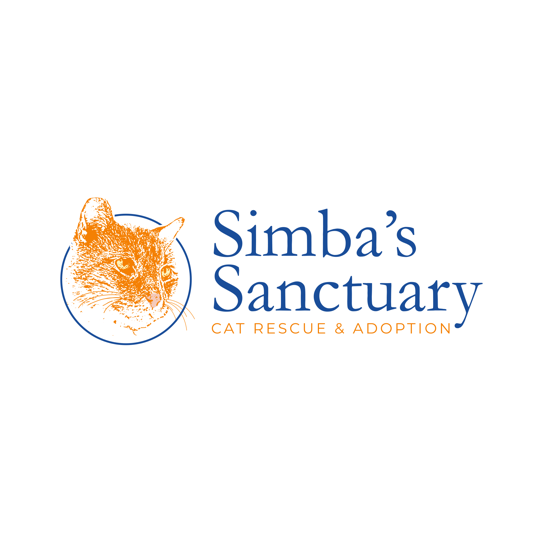 Simba’s
Sanctuary
CAT RESCUE & ADOPTION